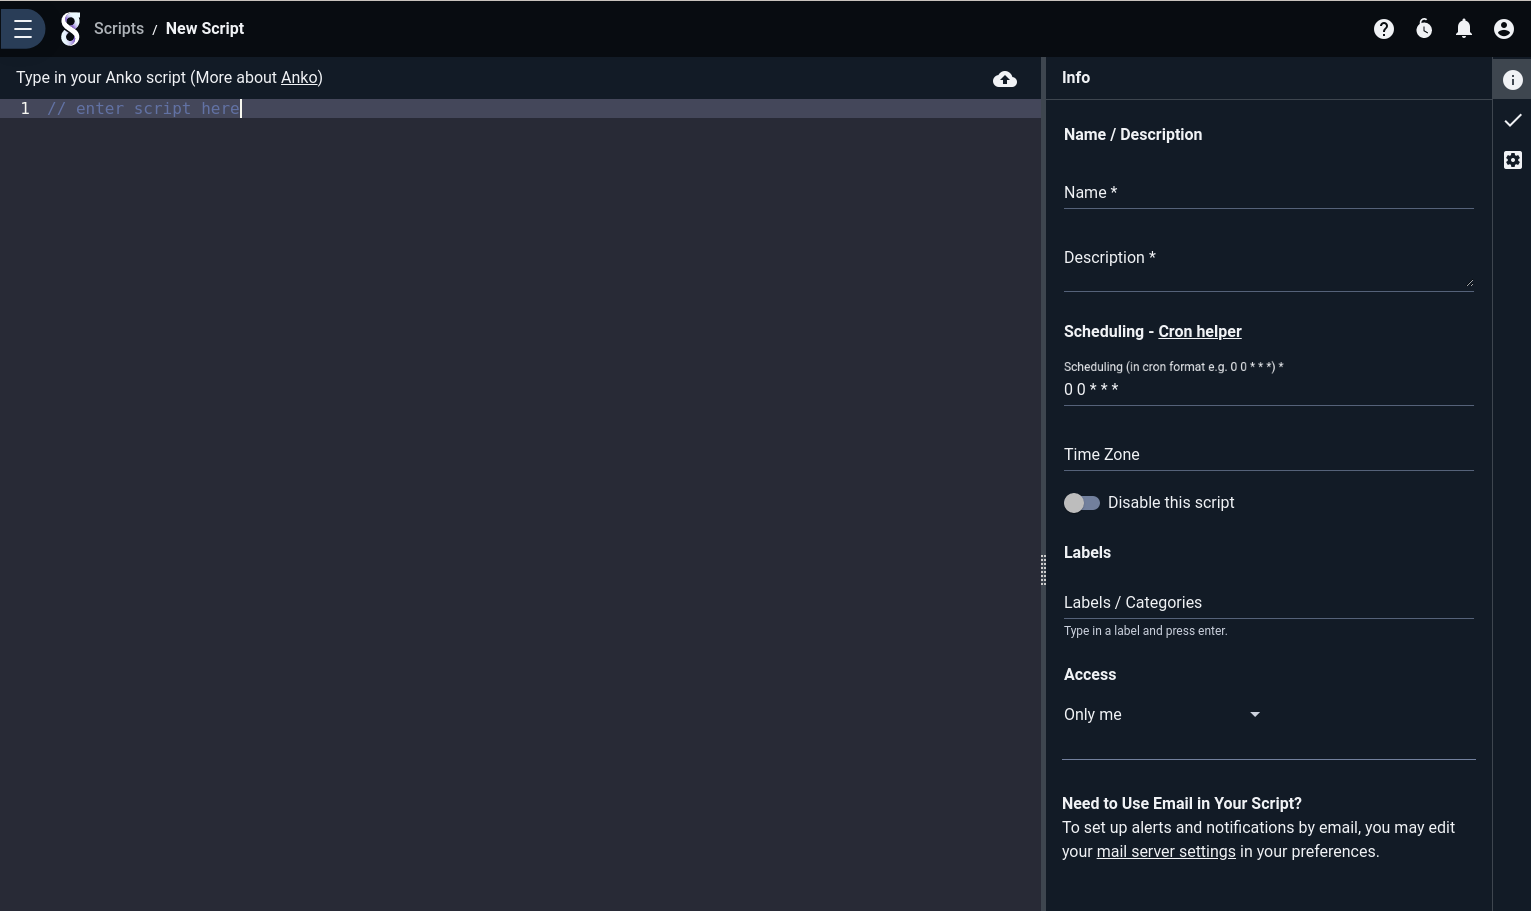 Scripts / New Script
Type in your Anko script (More about Anko)
1 // enter script here
Info
Name / Description
Name *
Description *
Scheduling - Cron helper
Scheduling (in cron format e.g. 0 0 * * *) *
0 0 * * *
Time Zone
Disable this script
Labels
Labels / Categories
Type in a label and press enter.
Access
Only me
Need to Use Email in Your Script?
To set up alerts and notifications by email, you may edit
your mail server settings in your preferences.